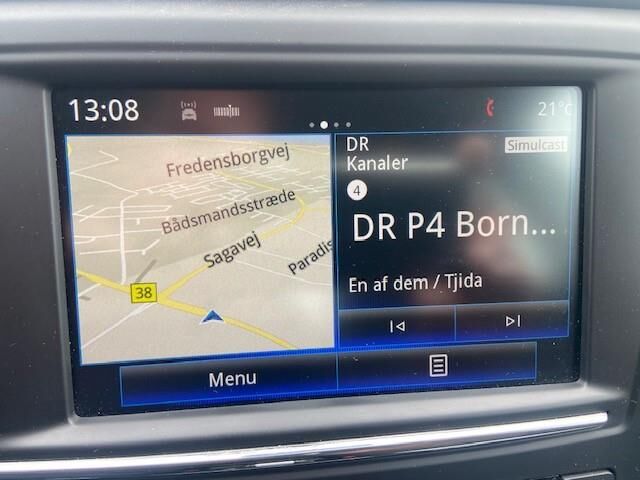 13:08
21°C
Fredensborgvej
Bådsmandsstræde
Sagavej
38
DR
Kanaler
Simulcast
4
DR P4 Born...
En af dem / Tjida
Menu